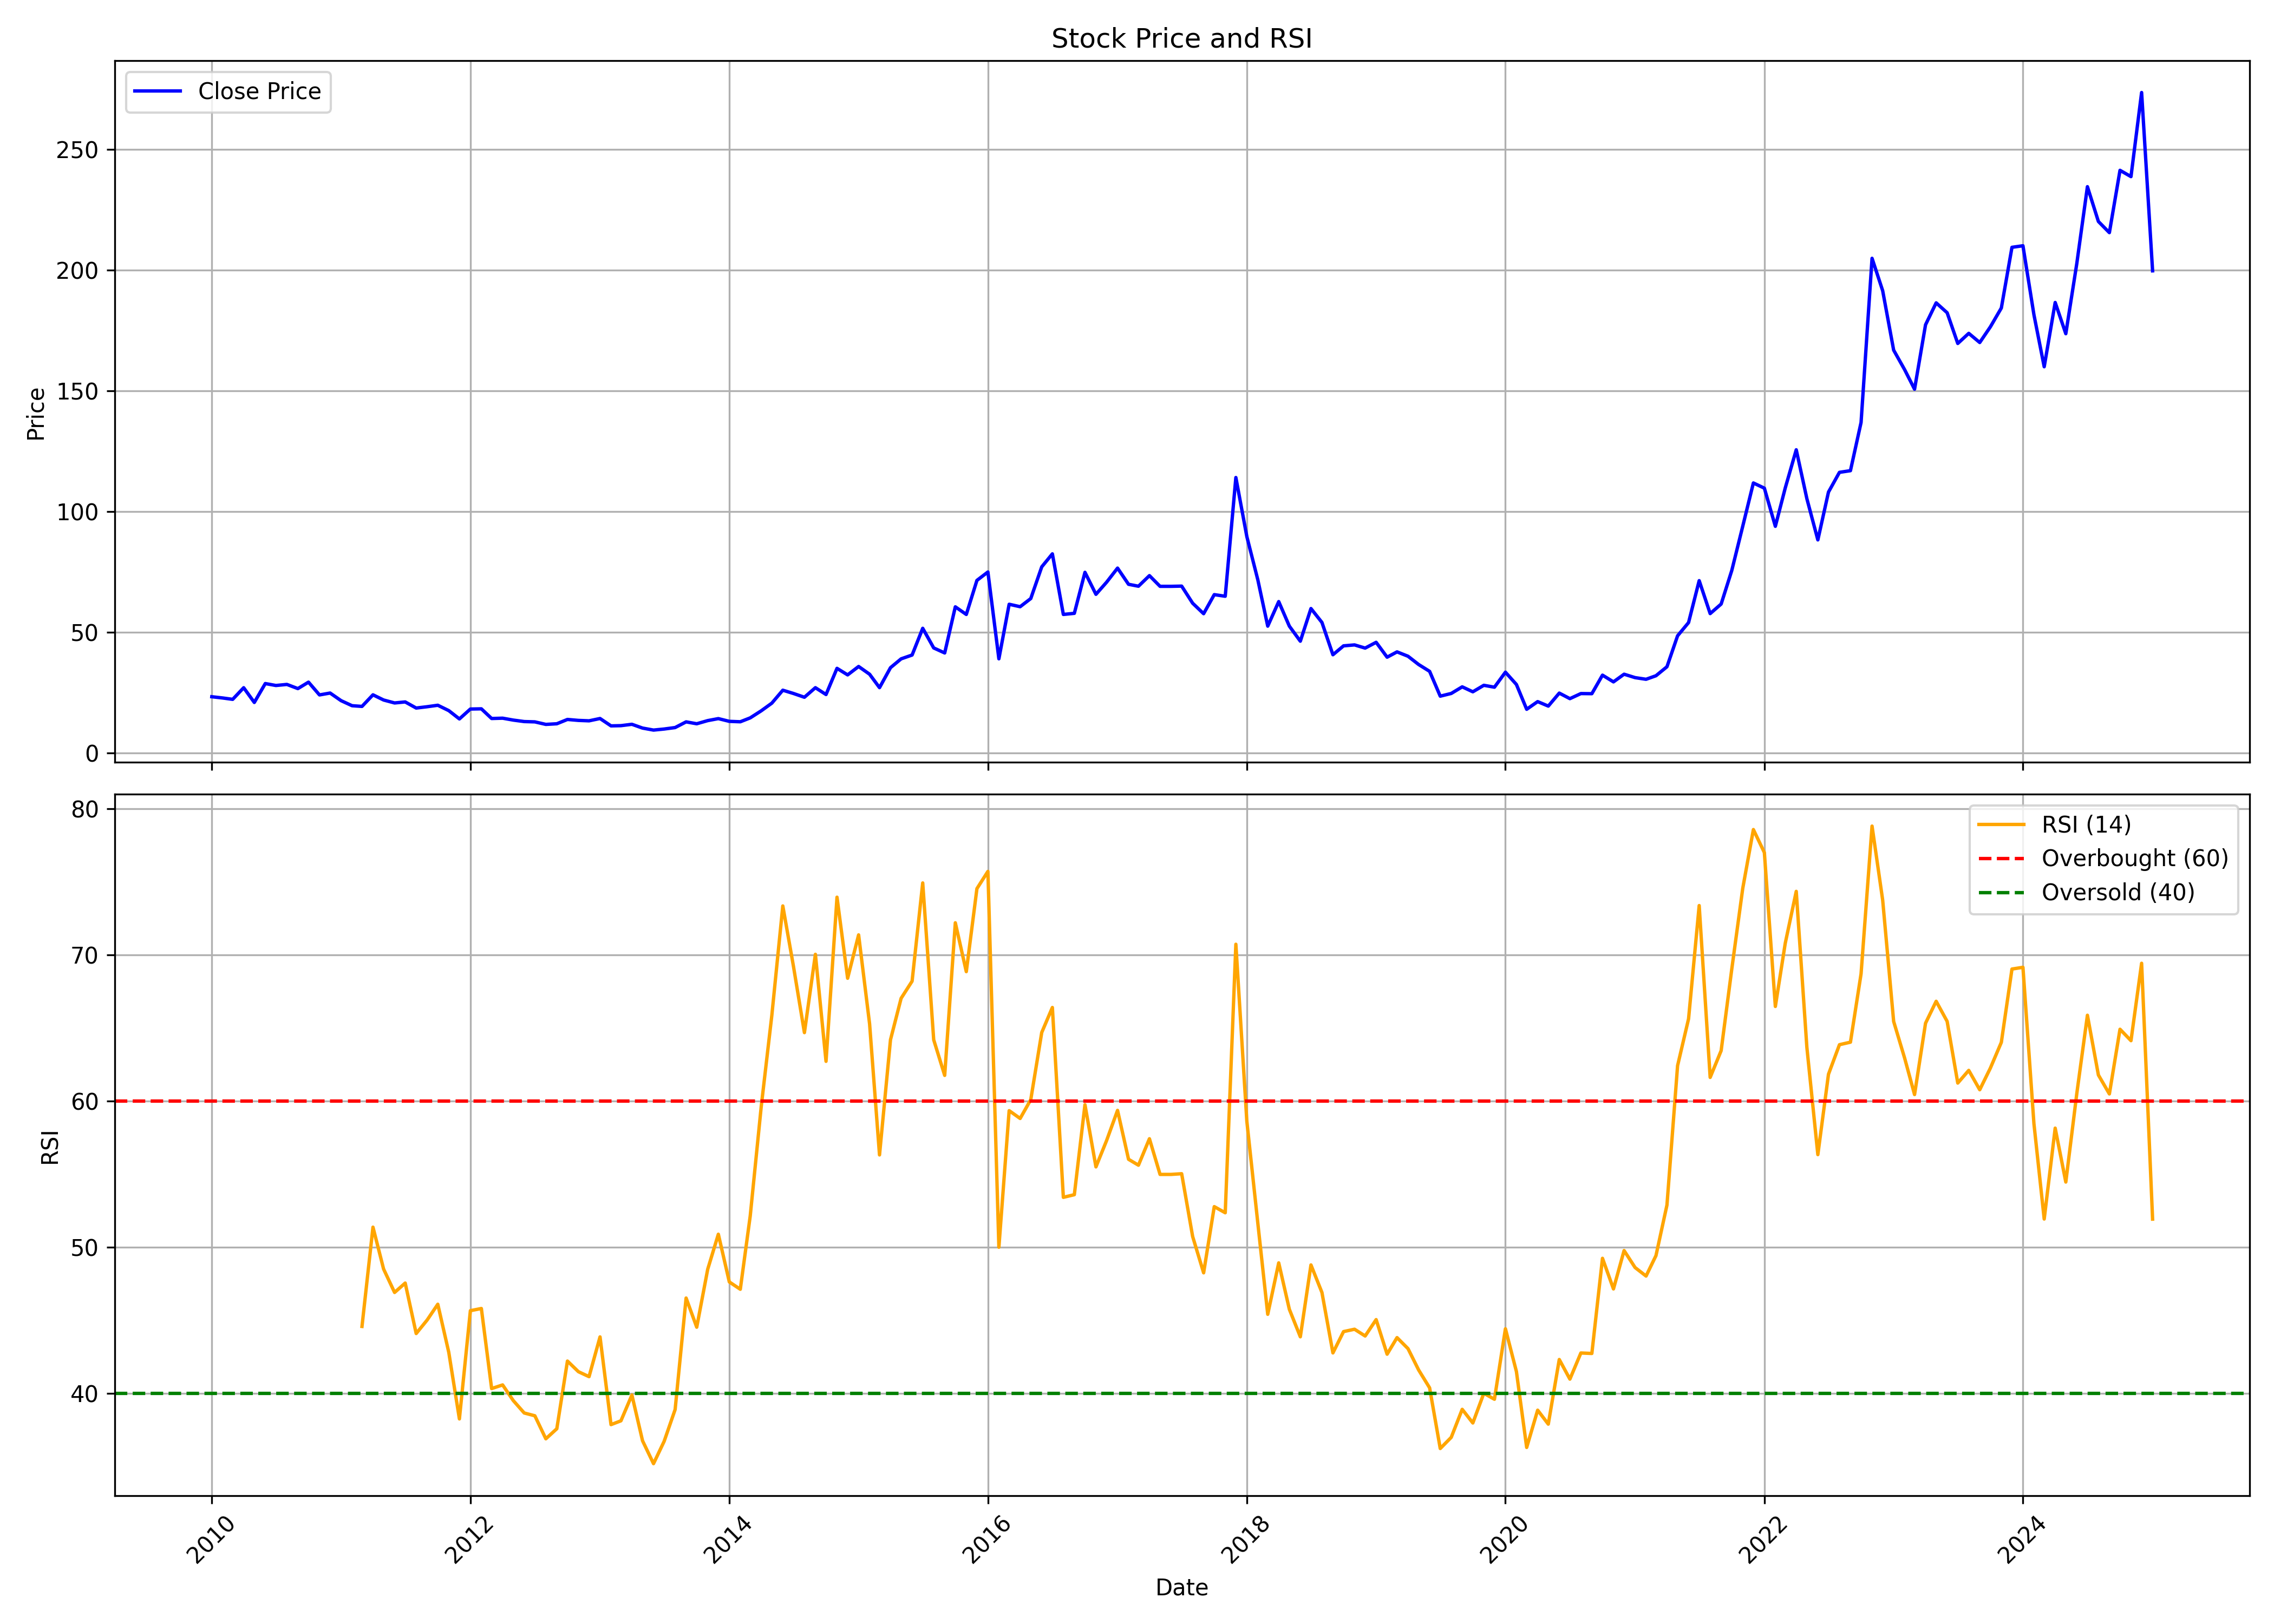 Stock Price and RSI
Close Price
Price
250
200
150
100
50
0
RSI (14)
Overbought (60)
Oversold (40)
RSI
80
70
60
50
40
2010
2012
2014
2016
2018
2020
2022
2024
Date